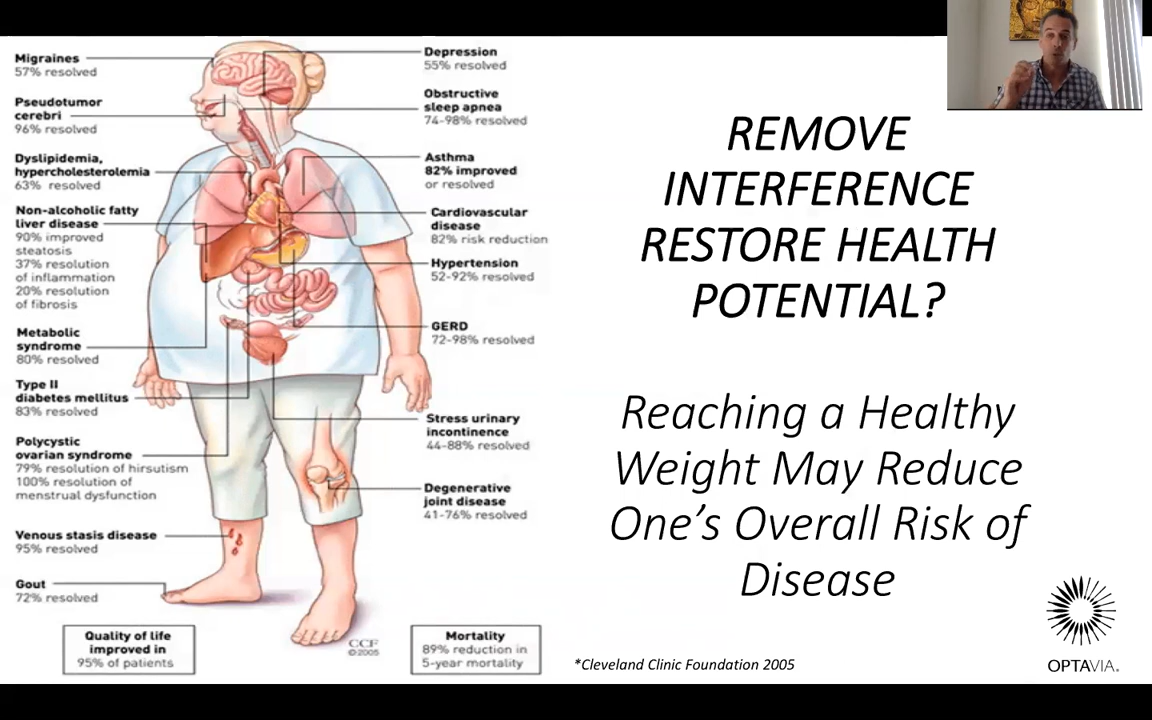 Migraines
57% resolved
Pseudotumor
cerebri
96% resolved
Dyslipidemia,
hypercholesterolemia
63% resolved
Non-alcoholic fatty
liver disease
90% improved
steatosis
37% resolution
of inflammation
20% resolution
of fibrosis
Metabolic
syndrome
80% resolved
Type II
diabetes mellitus
83% resolved
Polycystic
ovarian syndrome
79% resolution of hirsutism
100% resolution of
menstrual dysfunction
Venous stasis disease
95% resolved
Gout
72% resolved
Quality of life
improved in
95% of patients
Depression
55% resolved
Obstructive
sleep apnea
74-98% resolved
Asthma
82% improved
or resolved
Cardiovascular
disease
82% risk reduction
Hypertension
52-92% resolved
GERD
72-98% resolved
Stress urinary
incontinence
44-88% resolved
Degenerative
joint disease
41-76% resolved
CCF
©2005
Mortality
89% reduction in
5-year mortality
REMOVE
INTERFERENCE
RESTORE HEALTH
POTENTIAL?
Reaching a Healthy
Weight May Reduce
One's Overall Risk of
Disease
*Cleveland Clinic Foundation 2005
OPTAVIA.